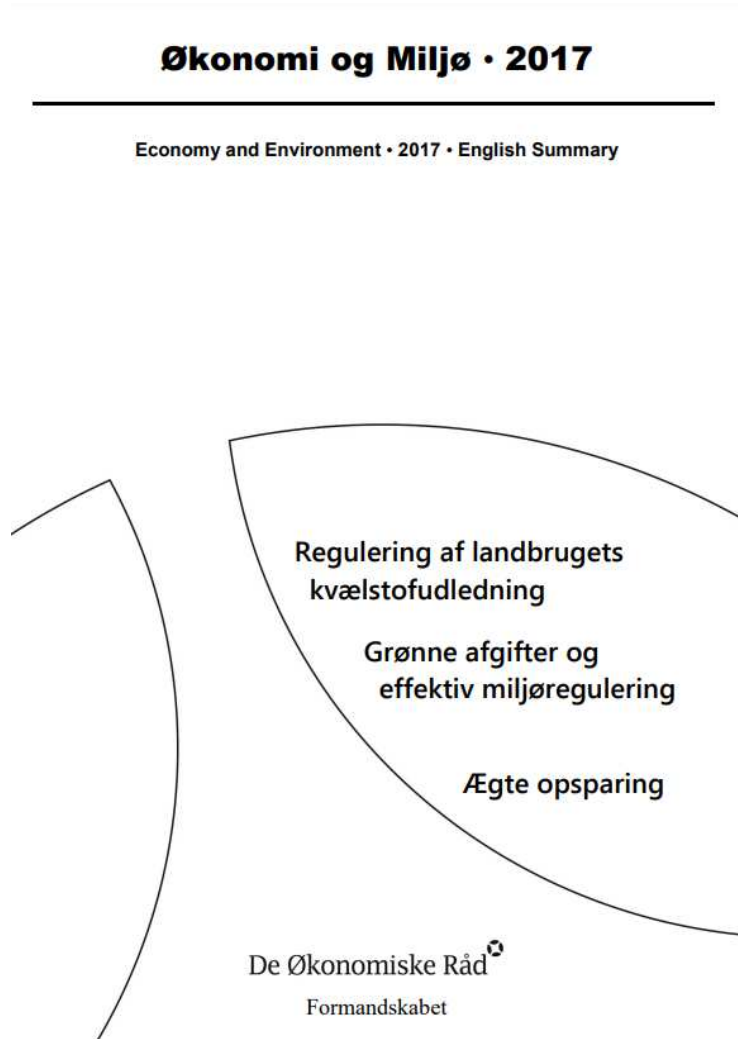 Økonomi og Miljø • 2017
Economy and Environment • 2017 • English Summary
Regulering af landbrugets
kvælstofudledning
Grønne afgifter og
effektiv miljøregulering
Ægte opsparing
De Økonomiske Råd
Formandskabet